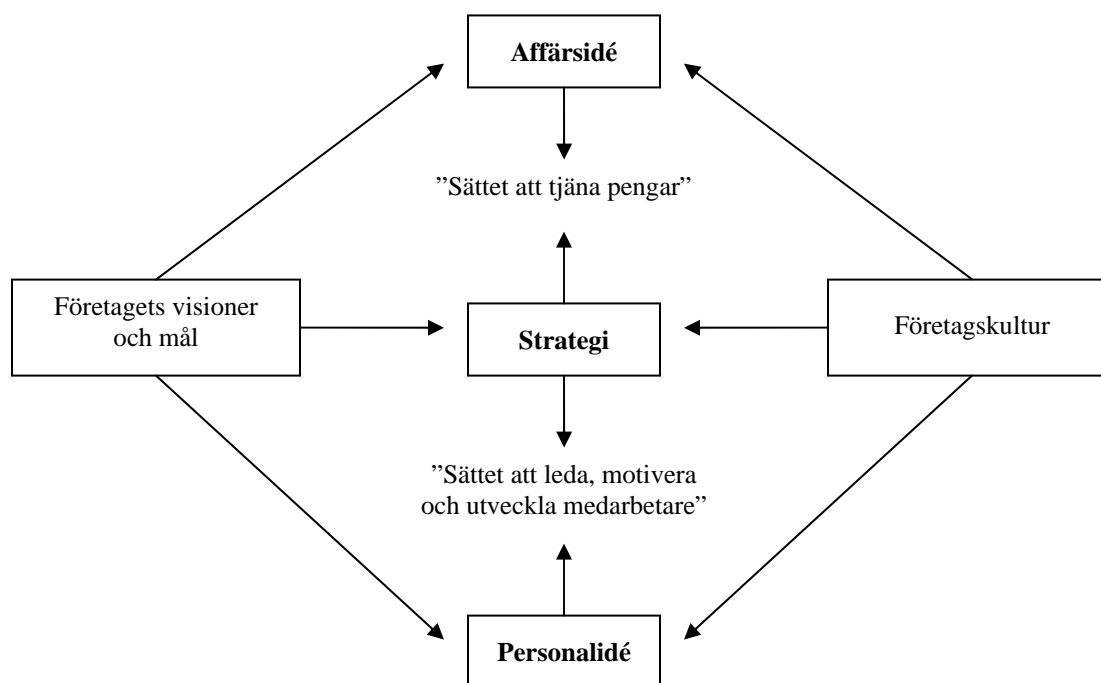 Affärsidé
”Sättet att tjäna pengar”
Företagets visioner
och mål
Strategi
Företagskultur
”Sättet att leda, motivera
och utveckla medarbetare”
Personalidé